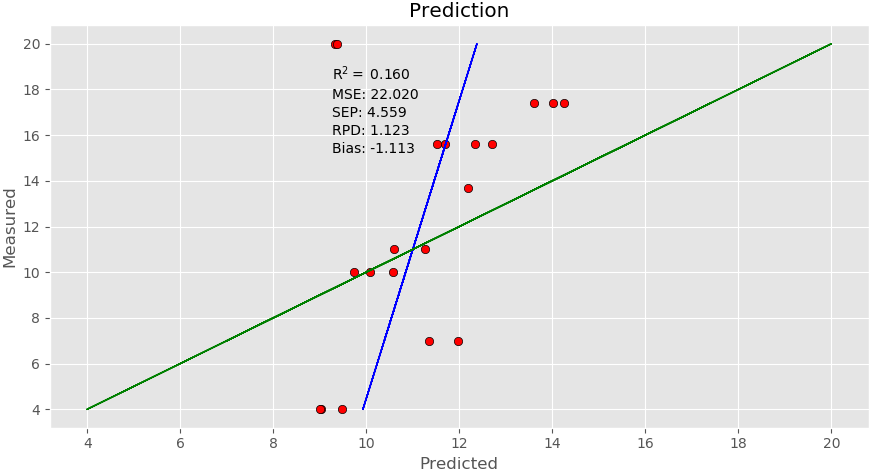 Prediction
20
18
16
14
12
10
8
6
4
Measured
R² = 0.160
MSE: 22.020
SEP: 4.559
RPD: 1.123
Bias: -1.113
4 6 8 10 12 14 16 18 20
Predicted